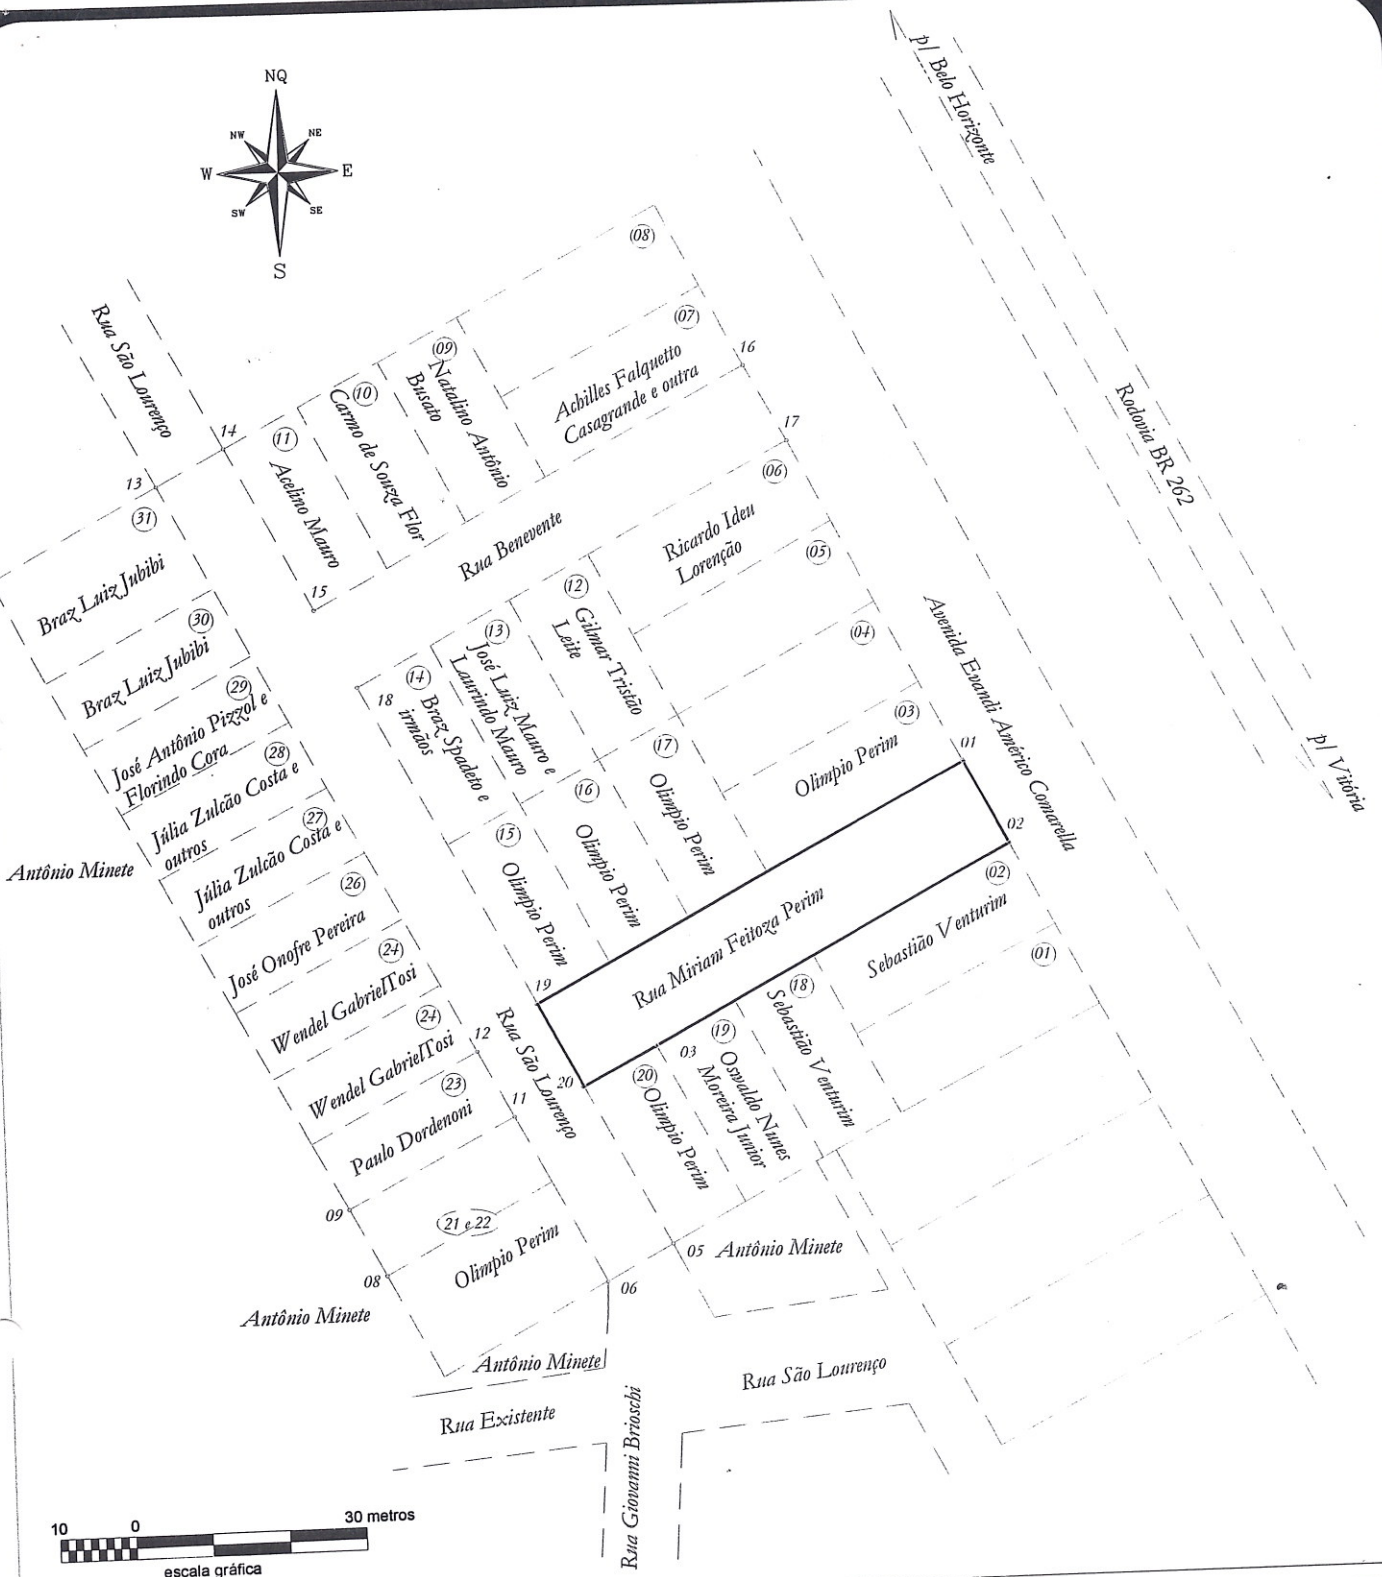 NQ
NW
NE
W
E
SW
SE
S
p/ Belo Horizonte
Rodovia BR 262
p/ Vitória
Avenida Evandi Américo Comarella
Rua São Lourenço
(08)
(07)
Achilles Falquetto
Casagrande e outra
16
17
09
Natalino Antônio
Busato
10
Carmo de Souza Flor
11
Acelino Mauro
14
13
15
Rua Benevente
06
Ricardo Ideu
Lorenção
05
04
03
Olimpio Perim
01
02
12
Gilmar Tristão
Leite
13
José Luiz Mauro e
Laurindo Mauro
14
Braz Spadeto e
irmãos
18
17
Olimpio Perim
16
Olimpio Perim
15
Olimpio Perim
19
Rua Miriam Feitoza Perim
20
31
Braz Luiz Jubibi
30
Braz Luiz Jubibi
29
José Antônio Pizzol e
Florindo Cora
28
Júlia Zulcão Costa e
outros
27
Júlia Zulcão Costa e
outros
Antônio Minete
26
José Onofre Pereira
24
Wendel Gabriel Tosi
24
Wendel Gabriel Tosi
12
23
Paulo Dordenoni
11
Rua São Lourenço
02
Sebastião Venturim
01
18
Sebastião Venturim
19
Oswaldo Nunes
Moreira Junior
03
20
Olimpio Perim
09
21 e 22
Olimpio Perim
08
Antônio Minete
05
Antônio Minete
06
Antônio Minete
Rua São Lourenço
Rua Existente
Rua Giovanni Brioschi
10
0
30 metros
escala gráfica